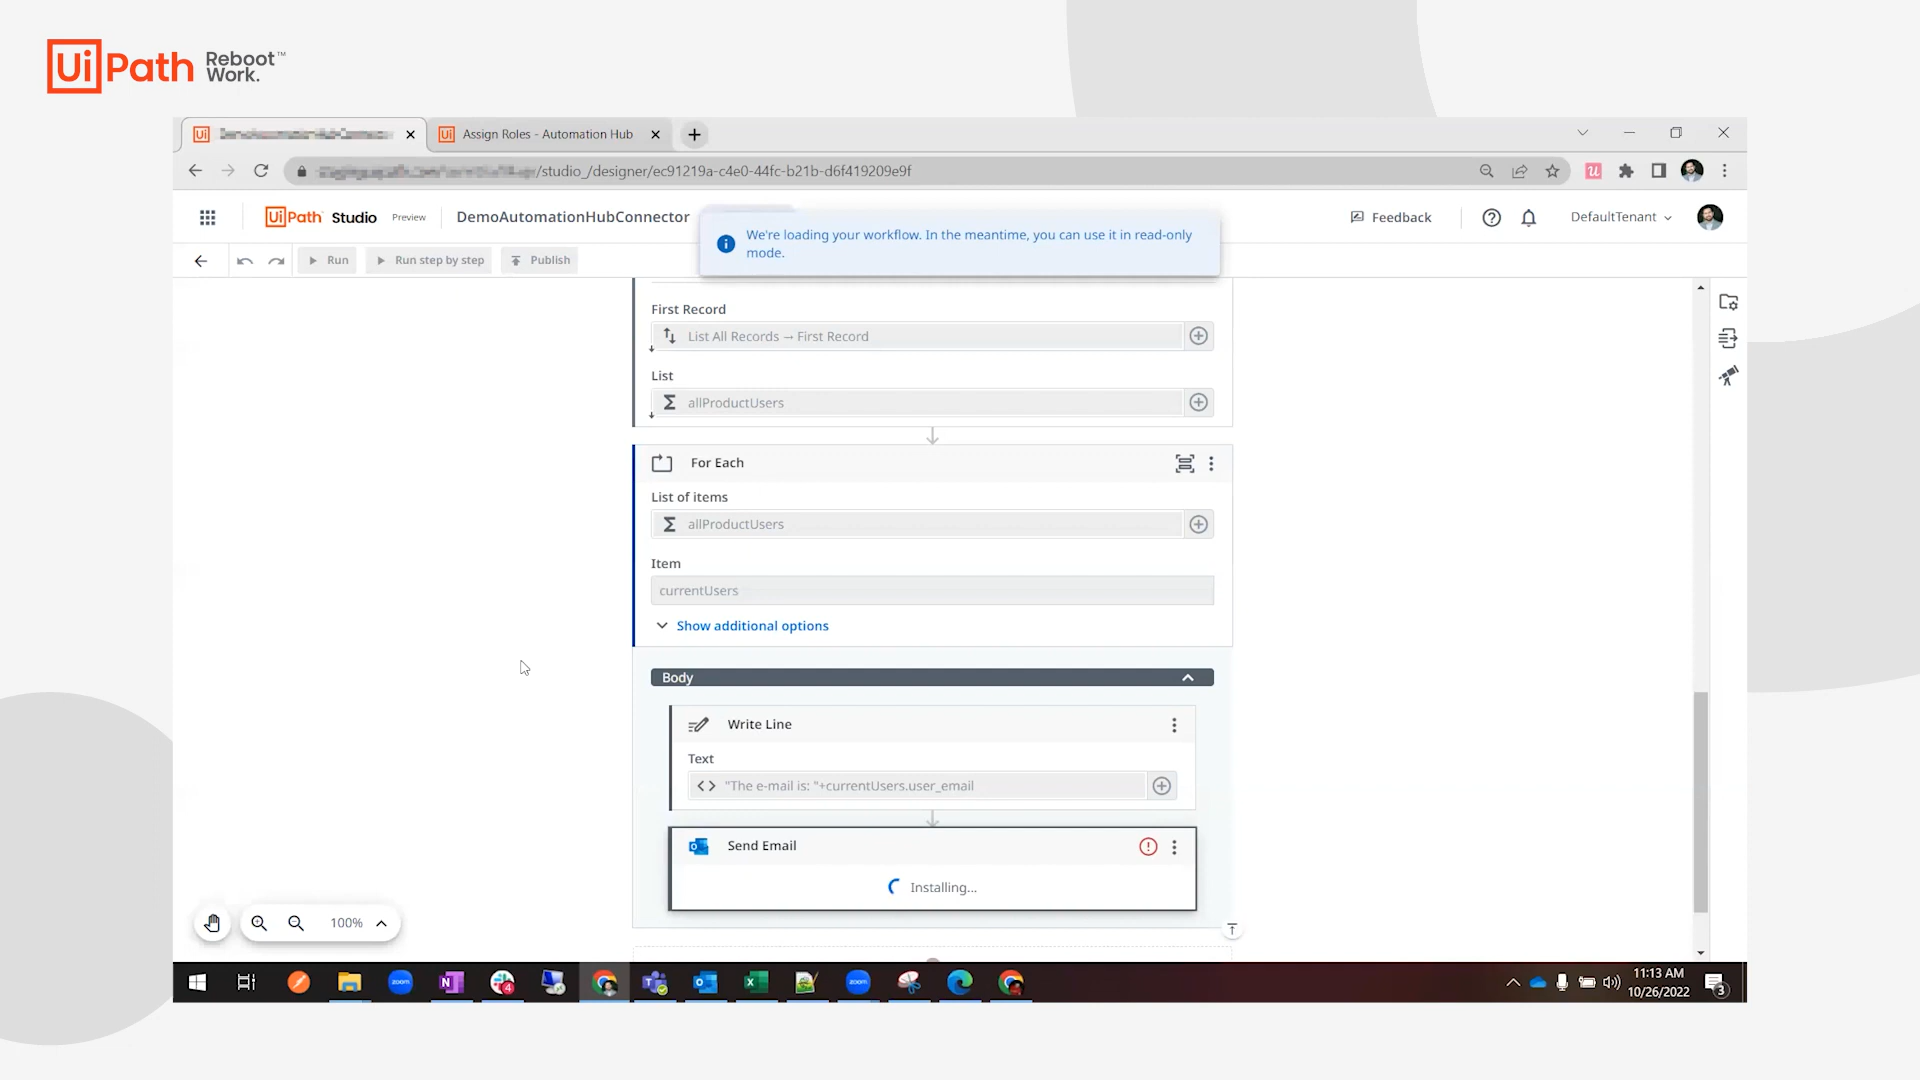 UiPath Reboot Work.™
Assign Roles - Automation Hub
/studio_/designer/ec91219a-c4e0-44fc-b21b-d6f419209e9f
UiPath Studio Preview DemoAutomationHubConnector
Feedback
DefaultTenant
We're loading your workflow. In the meantime, you can use it in read-only
mode.
Run
Run step by step
Publish
First Record
List All Records → First Record
List
allProductUsers
For Each
List of items
allProductUsers
Item
currentUsers
Show additional options
Body
Write Line
Text
"The e-mail is: "+currentUsers.user_email
Send Email
Installing...
100%
11:13 AM
10/26/2022
3